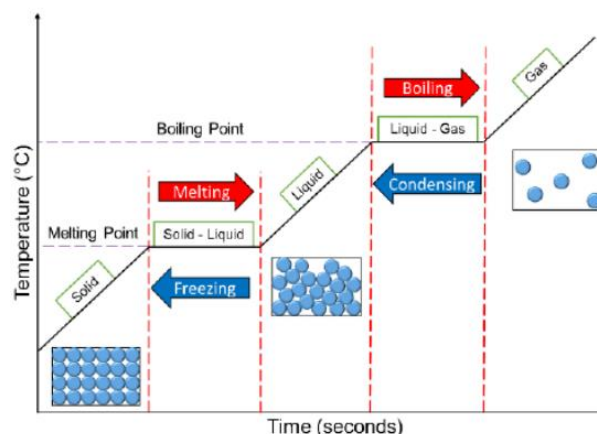 Gas
Boiling
Liquid - Gas
Boiling Point
Melting
Liquid
Condensing
Melting Point
Solid - Liquid
Solid
Freezing
Temperature (°C)
Time (seconds)